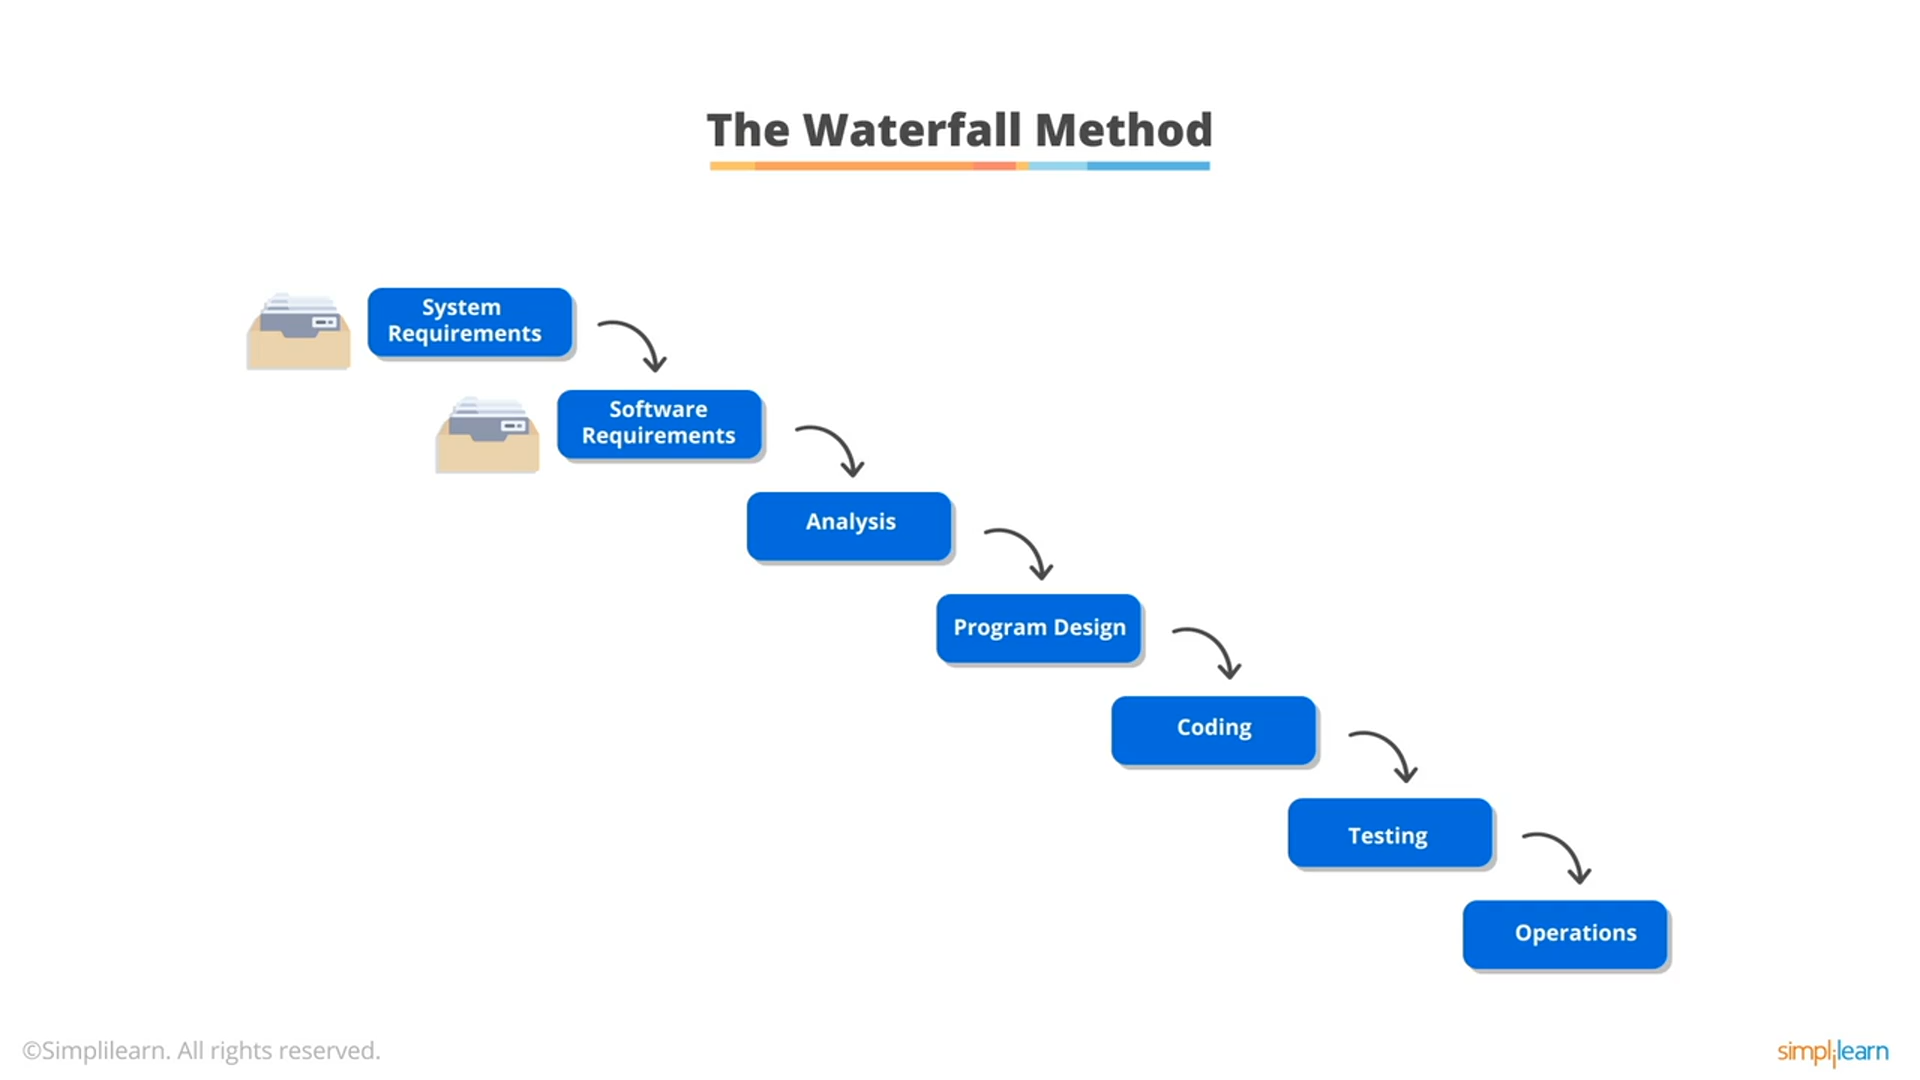 The Waterfall Method
System
Requirements
Software
Requirements
Analysis
Program Design
Coding
Testing
Operations
©Simplilearn. All rights reserved.
simplilearn